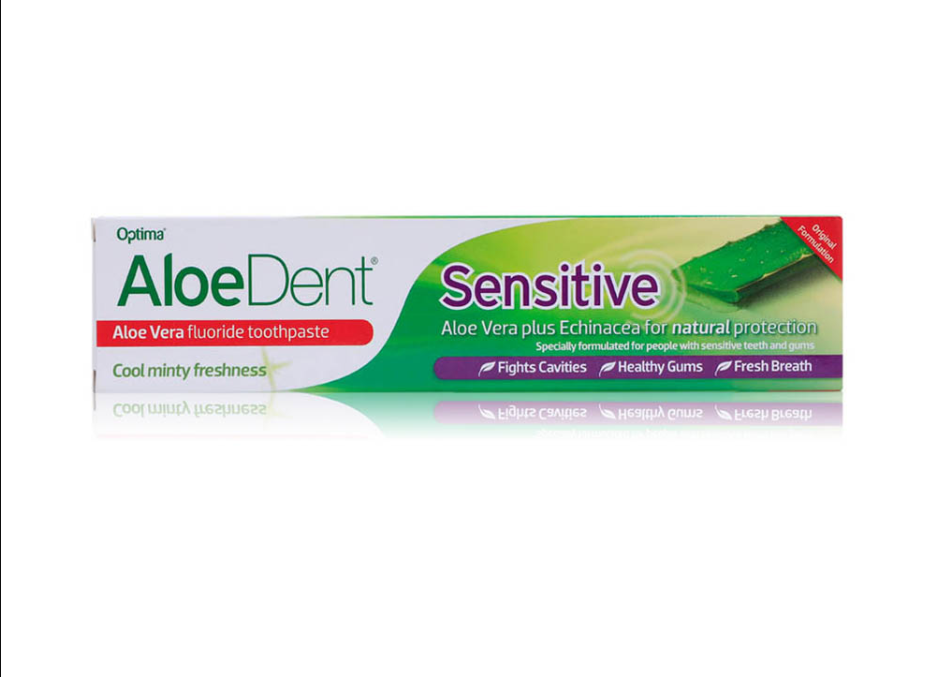 Optima®
AloeDent®
Aloe Vera fluoride toothpaste
Cool minty freshness
Sensitive
Aloe Vera plus Echinacea for natural protection
Specially formulated for people with sensitive teeth and gums
Fights Cavities Healthy Gums Fresh Breath
Original
Formulation